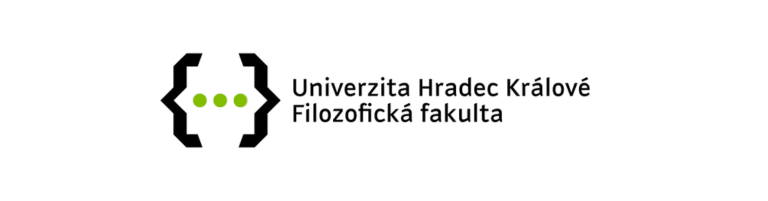 Univerzita Hradec Králové
Filozofická fakulta